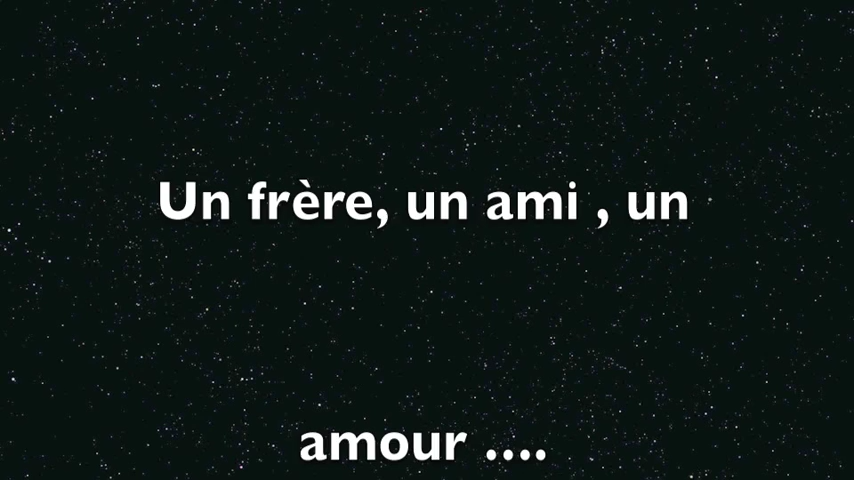 Un frère, un ami , un
amour ....